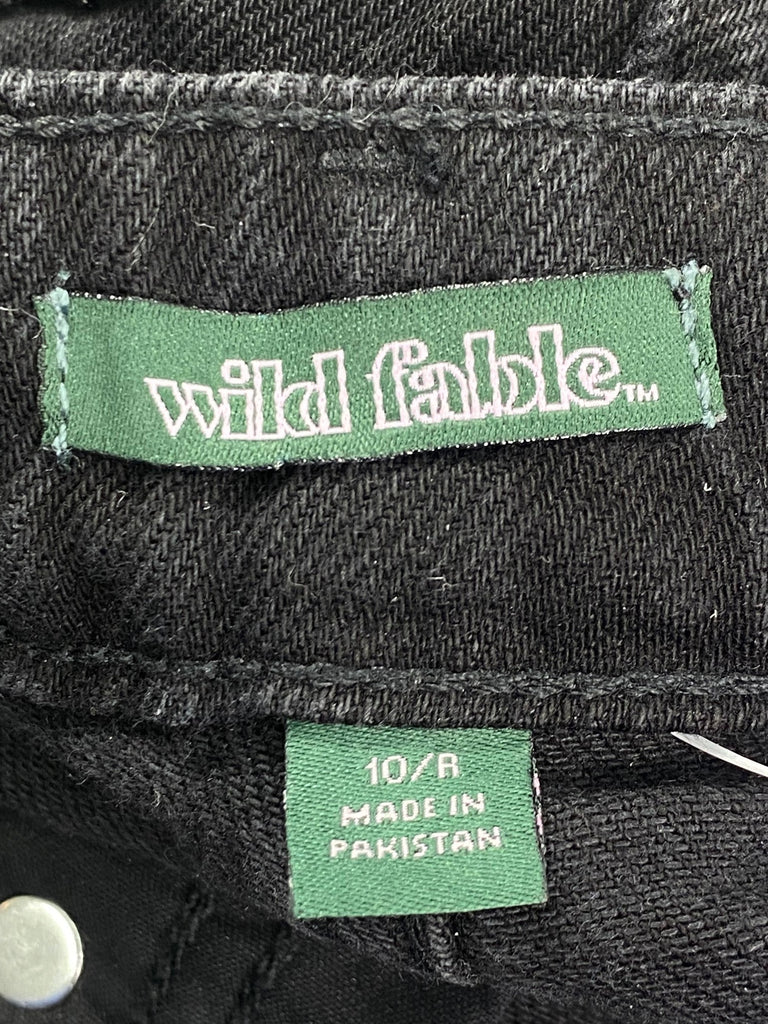 wild fable™
10/R
MADE IN
PAKISTAN